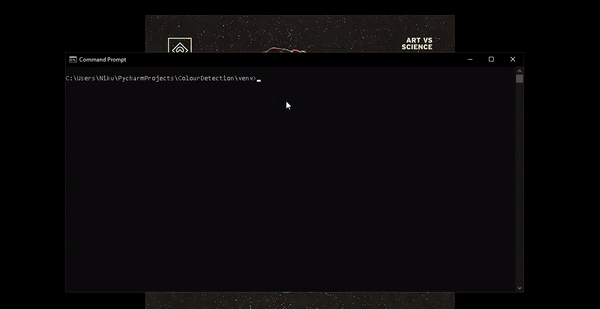 ART VS
SCIENCE
Command Prompt
C:\Users\Niku\PycharmProjects\ColourDetection\venv>